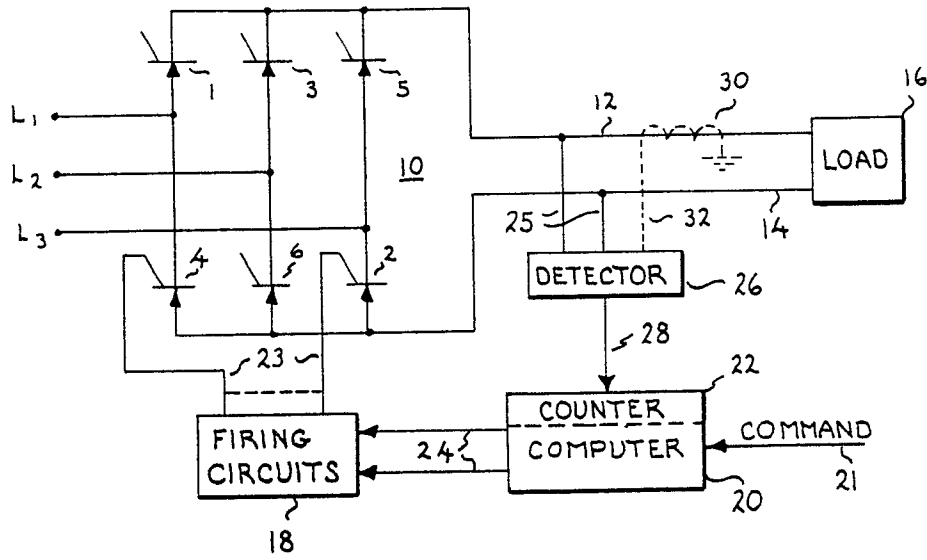 1
3
5
L1
L2
L3
10
12
30
16
LOAD
25
32
14
4
6
2
DETECTOR
26
23
28
22
COUNTER
COMPUTER
COMMAND
21
24
20
FIRING
CIRCUITS
18